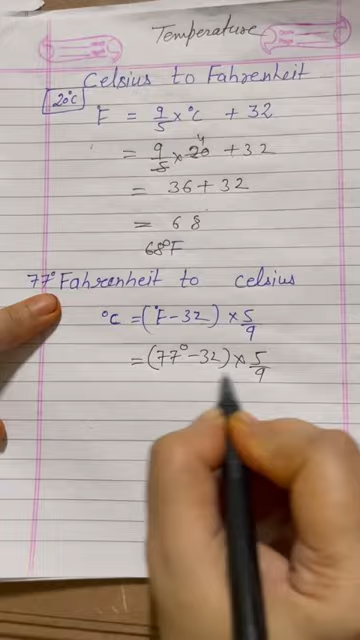 Temperature
Celsius to Fahrenheit
20°C
°F = 9/5 × °C + 32
= 9/5 × 20 4 + 32
= 36 + 32
= 68
68°F
77° Fahrenheit to celsius
°C = (°F - 32) × 5/9
= (77° - 32) × 5/9